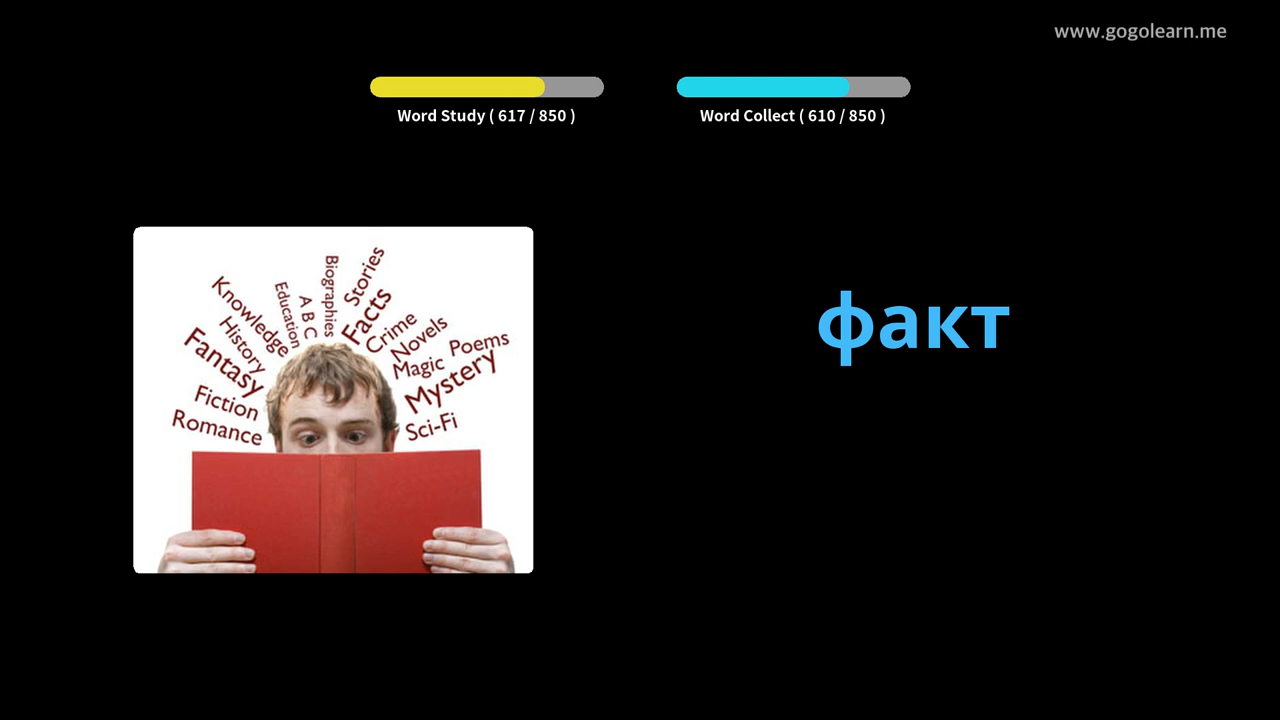 www.gogolearn.me
Word Study ( 617 / 850 )
Word Collect ( 610 / 850 )
Stories
Biographies
Facts
Education
A B C
Knowledge
Crime
History
Novels
Poems
Fantasy
Magic
Mystery
Fiction
Romance
Sci-Fi
факт